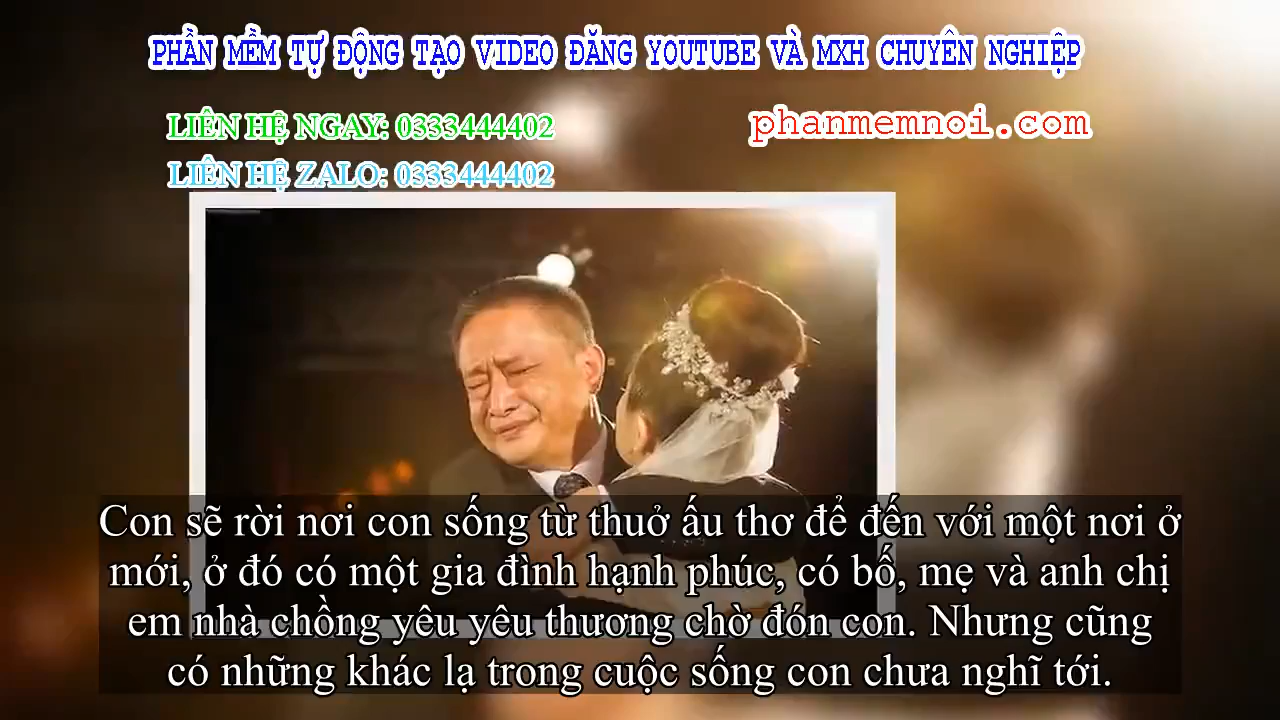 PHẦN MỀM TỰ ĐỘNG TẠO VIDEO ĐĂNG YOUTUBE VÀ MXH CHUYÊN NGHIỆP
LIÊN HỆ NGAY: 0333444402
phanmemnoi.com
LIÊN HỆ ZALO: 0333444402
Con sẽ rời nơi con sống từ thuở ấu thơ để đến với một nơi ở
mới, ở đó có một gia đình hạnh phúc, có bố, mẹ và anh chị
em nhà chồng yêu yêu thương chờ đón con. Nhưng cũng
có những khác lạ trong cuộc sống con chưa nghĩ tới.